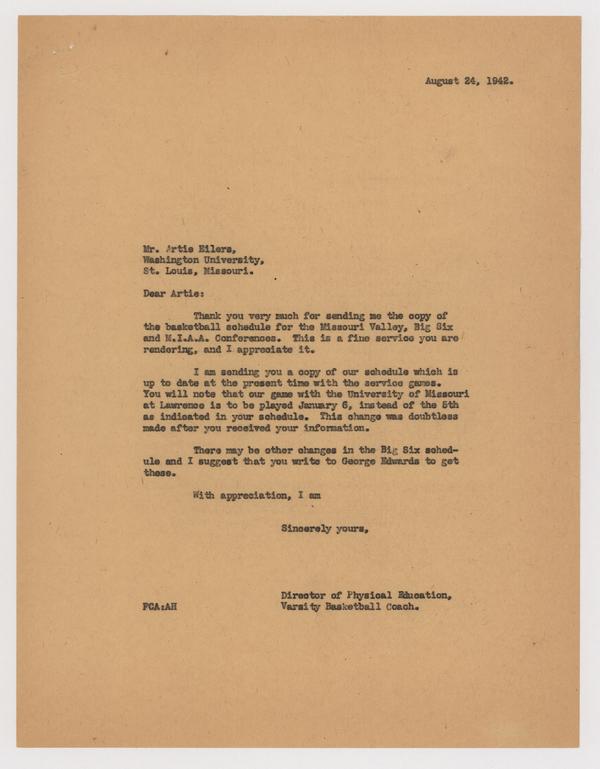 August 24, 1942.
Mr. Artie Eilers,
Washington University,
St. Louis, Missouri.
Dear Artie:
Thank you very much for sending me the copy of
the basketball schedule for the Missouri Valley, Big Six
and M.I.A.A. Conferences. This is a fine service you are
rendering, and I appreciate it.
I am sending you a copy of our schedule which is
up to date at the present time with the service games.
You will note that our game with the University of Missouri
at Lawrence is to be played January 6, instead of the 5th
as indicated in your schedule. This change was doubtless
made after you received your information.
There may be other changes in the Big Six sched-
ule and I suggest that you write to George Edwards to get
these.
With appreciation, I am
Sincerely yours,
Director of Physical Education,
FCA:AH Varsity Basketball Coach.